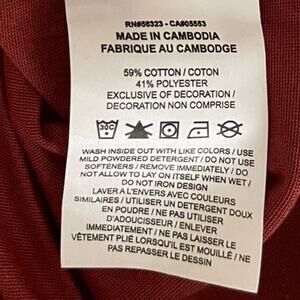 RN#56323 - CA#05553
MADE IN CAMBODIA
FABRIQUE AU CAMBODGE
59% COTTON / COTON
41% POLYESTER
EXCLUSIVE OF DECORATION /
DECORATION NON COMPRISE
30C
WASH INSIDE OUT WITH LIKE COLORS / USE
MILD POWDERED DETERGENT / DO NOT USE
SOFTENERS / REMOVE IMMEDIATELY / DO
NOT ALLOW TO LAY ON ITSELF WHEN WET /
DO NOT IRON DESIGN
LAVER A L'ENVERS AVEC COULEURS
SIMILAIRES / UTILISER UN DETERGENT DOUX
EN POUDRE / NE PAS UTILISER
D'ADOUCISEUR / ENLEVER
IMMÉDIATEMENT / NE PAS LAISSER LE
VÊTEMENT PLIÉ LORSQU'IL EST MOUILLÉ / NE
PAS REPASSER LE DESSIN